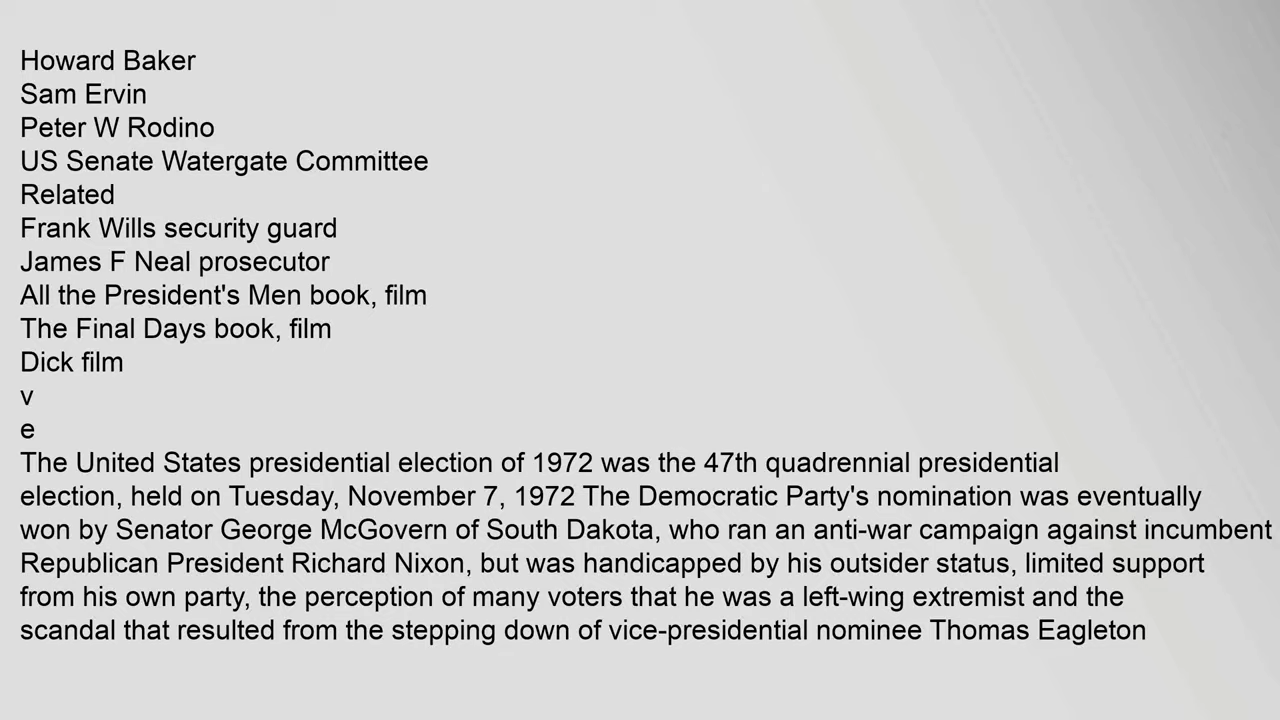 Howard Baker
Sam Ervin
Peter W Rodino
US Senate Watergate Committee
Related
Frank Wills security guard
James F Neal prosecutor
All the President's Men book, film
The Final Days book, film
Dick film
v
e
The United States presidential election of 1972 was the 47th quadrennial presidential
election, held on Tuesday, November 7, 1972 The Democratic Party's nomination was eventually
won by Senator George McGovern of South Dakota, who ran an anti-war campaign against incumbent
Republican President Richard Nixon, but was handicapped by his outsider status, limited support
from his own party, the perception of many voters that he was a left-wing extremist and the
scandal that resulted from the stepping down of vice-presidential nominee Thomas Eagleton